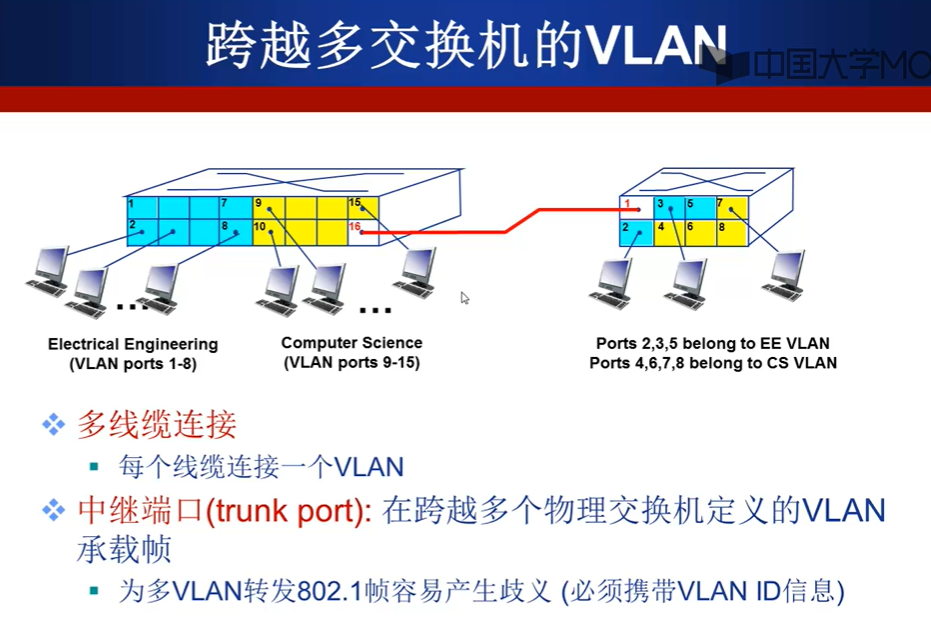 跨越多交换机的VLAN
中国大学MO
1 7 9 15
2 8 10 16
1 3 5 7
2 4 6 8
... ...
Electrical Engineering
(VLAN ports 1-8)
Computer Science
(VLAN ports 9-15)
Ports 2,3,5 belong to EE VLAN
Ports 4,6,7,8 belong to CS VLAN
多线缆连接
每个线缆连接一个VLAN
中继端口(trunk port): 在跨越多个物理交换机定义的VLAN
承载帧
为多VLAN转发802.1帧容易产生歧义 (必须携带VLAN ID信息)